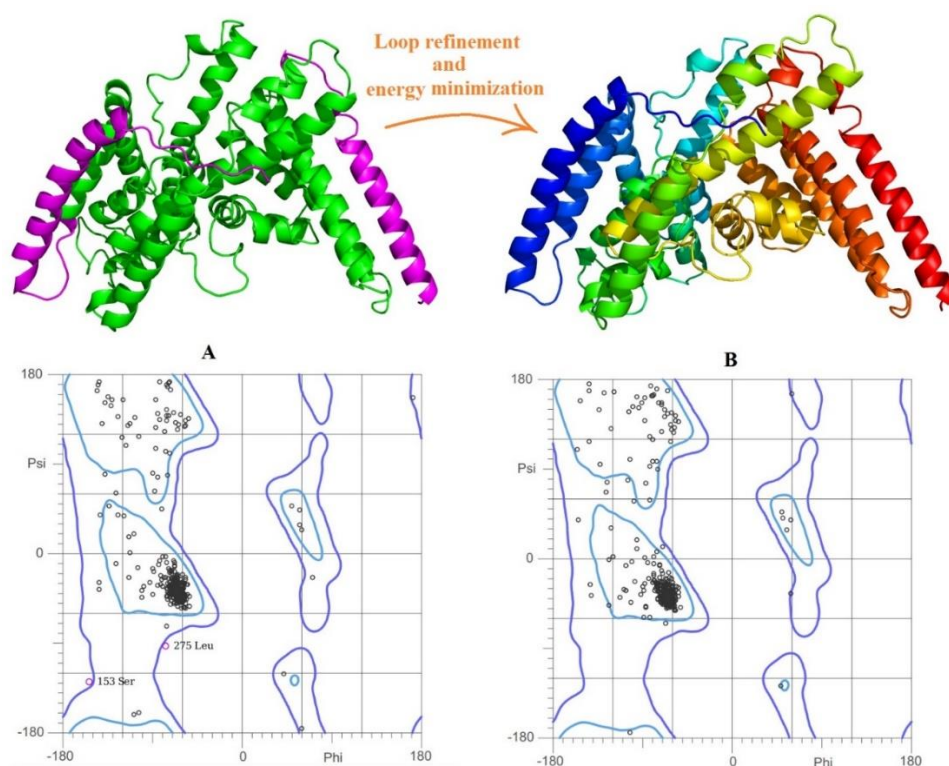 Loop refinement
and
energy minimization
A
B
180
Psi
0
-180
-180
0
Phi
180
275 Leu
153 Ser
180
Psi
0
-180
-180
0
Phi
180